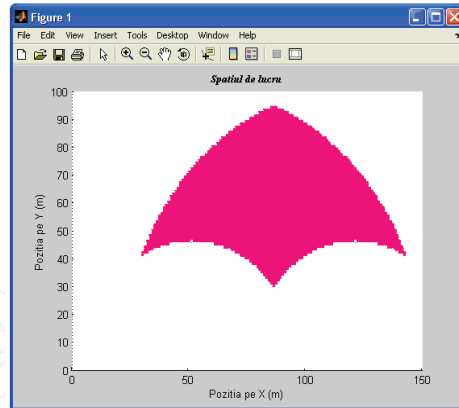 Figure 1
File Edit View Insert Tools Desktop Window Help
Spatiul de lucru
100
90
80
70
60
50
40
30
20
10
0
Pozitia pe Y (m)
0 50 100 150
Pozitia pe X (m)